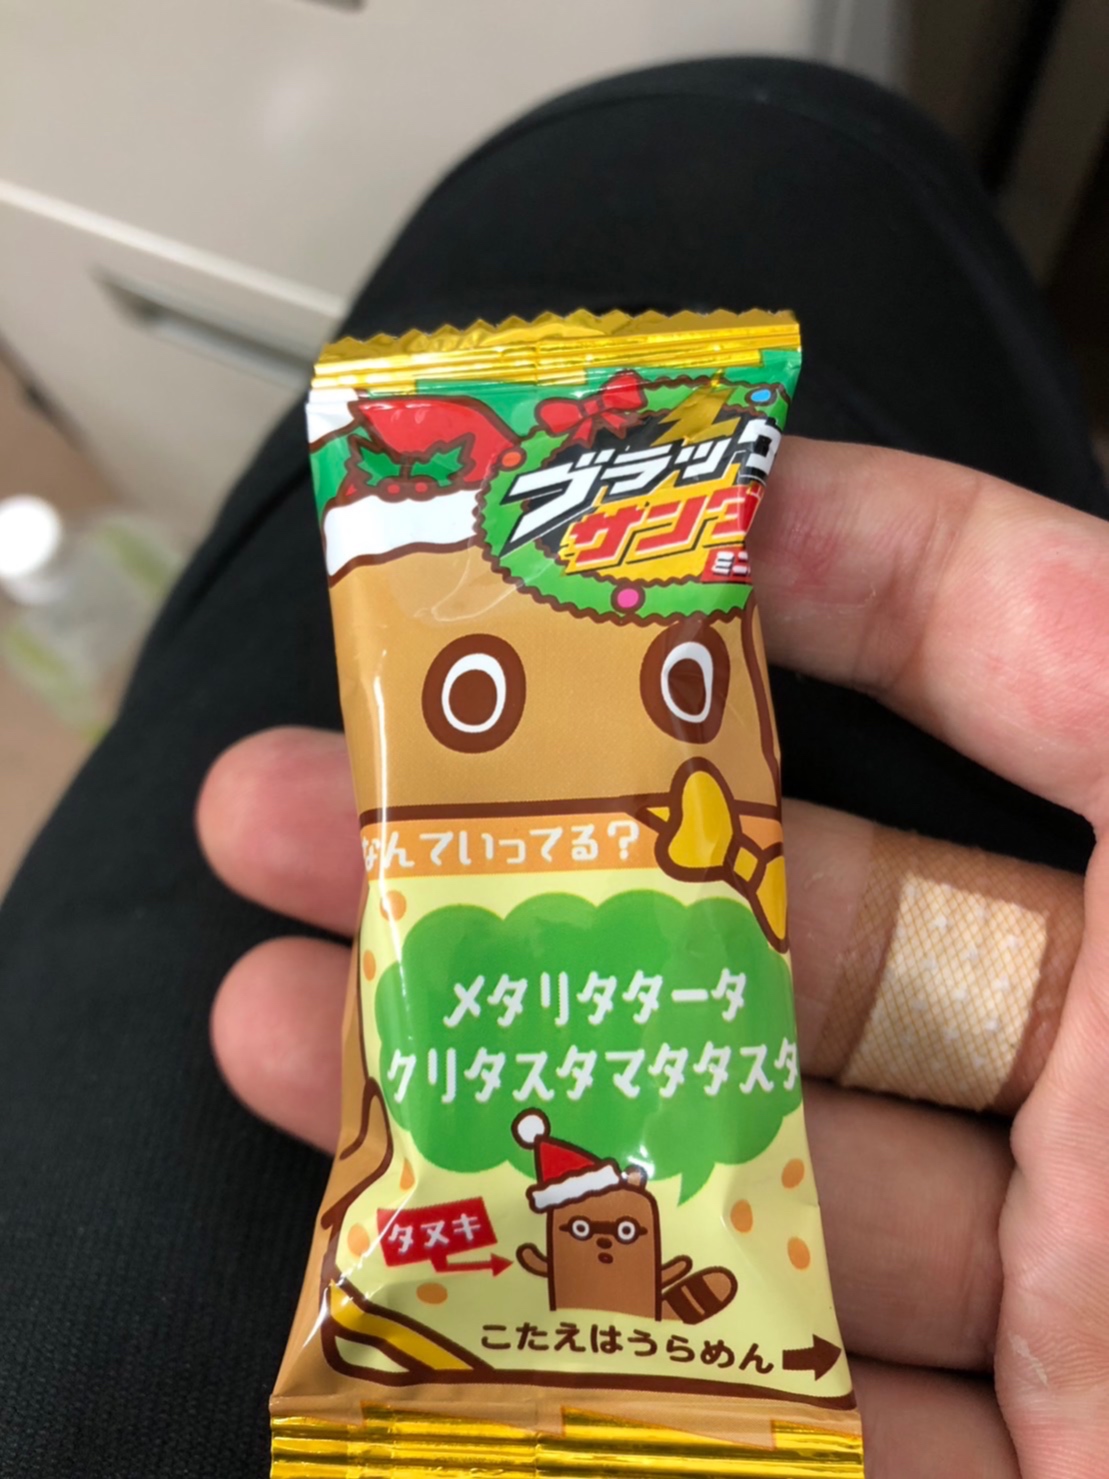 ブラック
サンダ
ミニ
なんていってる?
メタリタタータ
クリタスタマタタスタ
タヌキ
こたえはうらめん